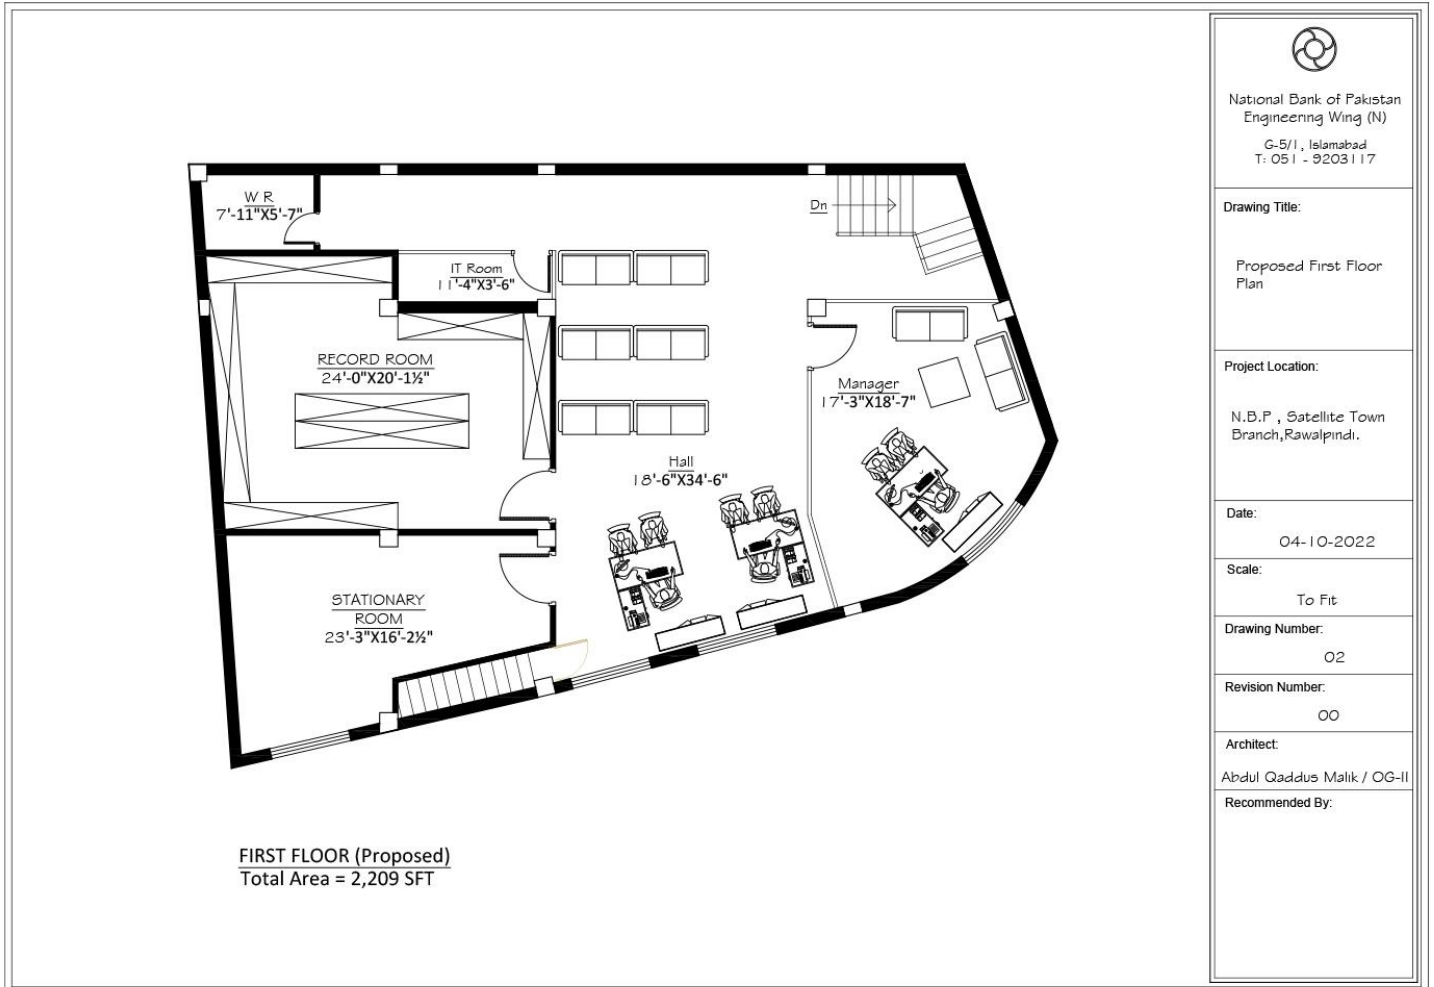 W R
7'-11"X5'-7"
Dn
IT Room
11'-4"X3'-6"
RECORD ROOM
24'-0"X20'-1½"
Manager
17'-3"X18'-7"
Hall
18'-6"X34'-6"
STATIONARY
ROOM
23'-3"X16'-2½"
FIRST FLOOR (Proposed)
Total Area = 2,209 SFT
National Bank of Pakistan
Engineering Wing (N)
G-5/1, Islamabad
T: 051 - 9203117
Drawing Title:
Proposed First Floor
Plan
Project Location:
N.B.P , Satellite Town
Branch,Rawalpindi.
Date:
04-10-2022
Scale:
To Fit
Drawing Number:
02
Revision Number:
00
Architect:
Abdul Qaddus Malik / OG-II
Recommended By: